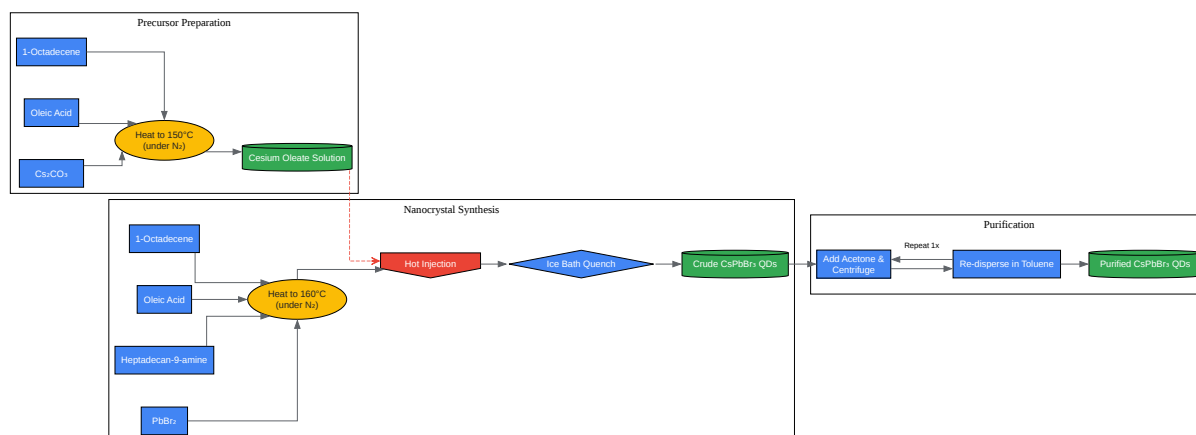 Precursor Preparation
1-Octadecene
Oleic Acid
Cs₂CO₃
Heat to 150°C
(under N₂)
Cesium Oleate Solution
Nanocrystal Synthesis
1-Octadecene
Oleic Acid
Heptadecan-9-amine
PbBr₂
Heat to 160°C
(under N₂)
Hot Injection
Ice Bath Quench
Crude CsPbBr₃ QDs
Purification
Add Acetone &
Centrifuge
Repeat 1x
Re-disperse in Toluene
Purified CsPbBr₃ QDs